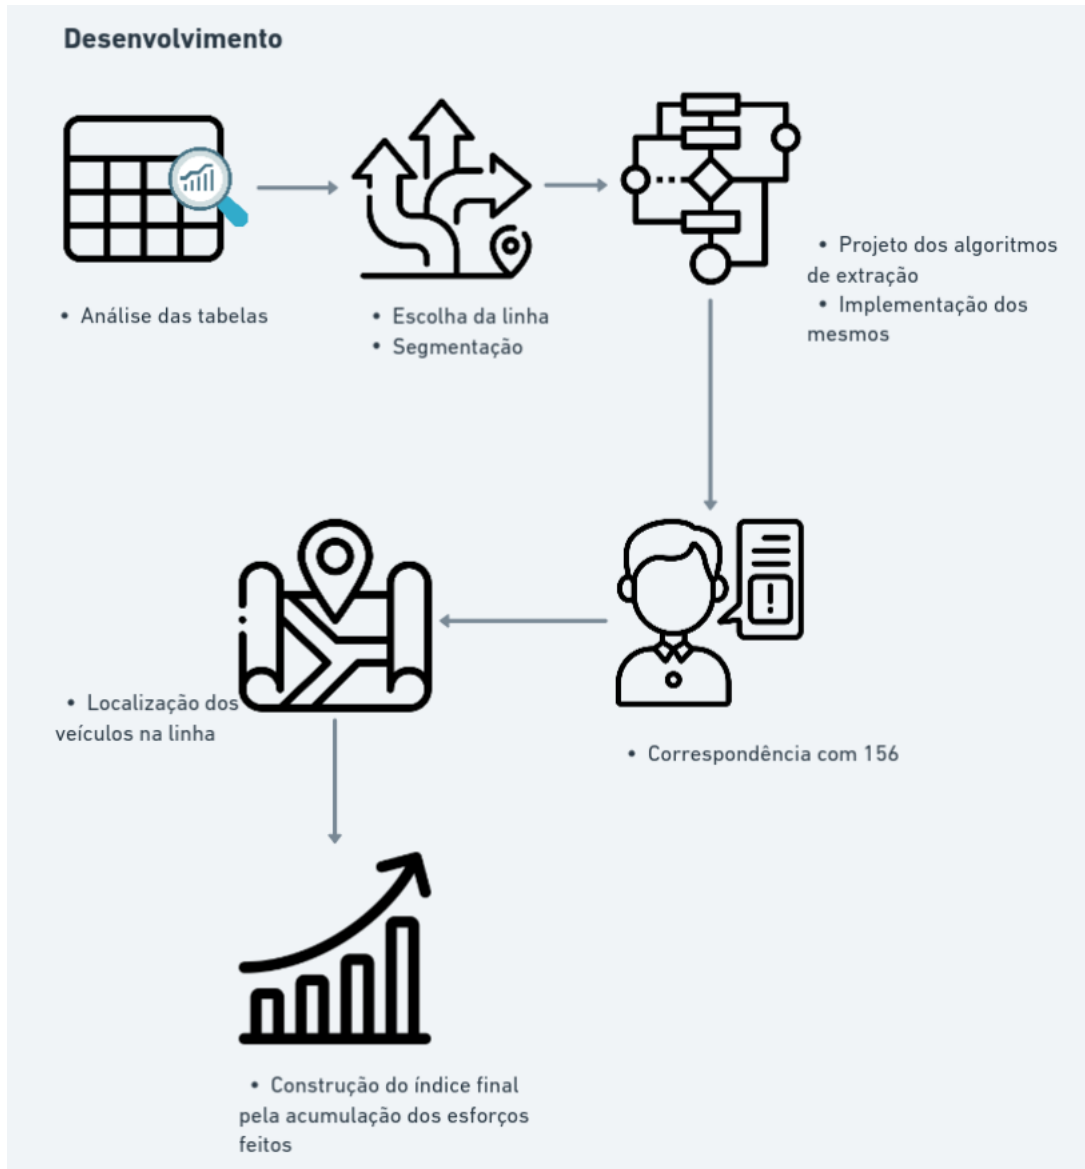 Desenvolvimento
• Análise das tabelas
• Escolha da linha
• Segmentação
• Projeto dos algoritmos
de extração
• Implementação dos
mesmos
• Correspondência com 156
• Localização dos
veículos na linha
• Construção do índice final
pela acumulação dos esforços
feitos